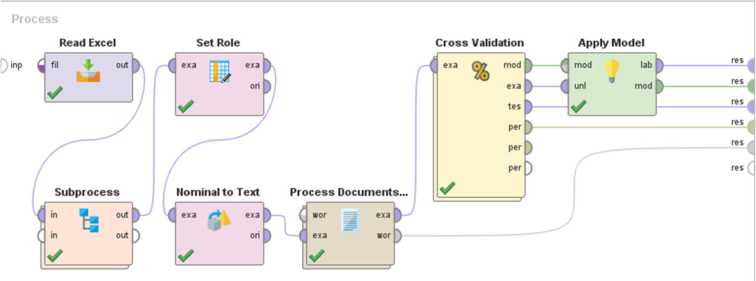 Process
Read Excel
Set Role
Cross Validation
Apply Model
inp
fil
out
exa
exa
ori
exa
mod
exa
tes
per
per
per
mod
unl
lab
mod
res
res
res
res
res
res
Subprocess
Nominal to Text
Process Documents...
in
out
in
out
exa
exa
ori
wor
exa
exa
wor